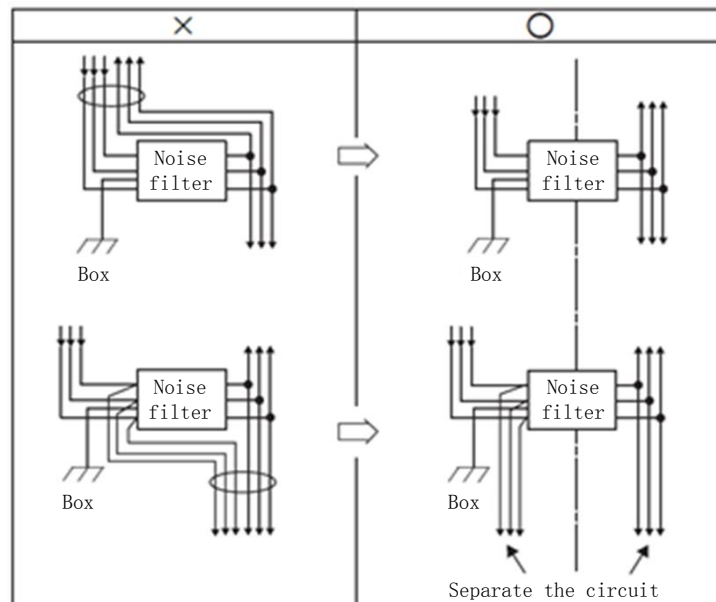 × ○
Noise
filter
Box
Noise
filter
Box
Noise
filter
Box
Noise
filter
Box
Separate the circuit